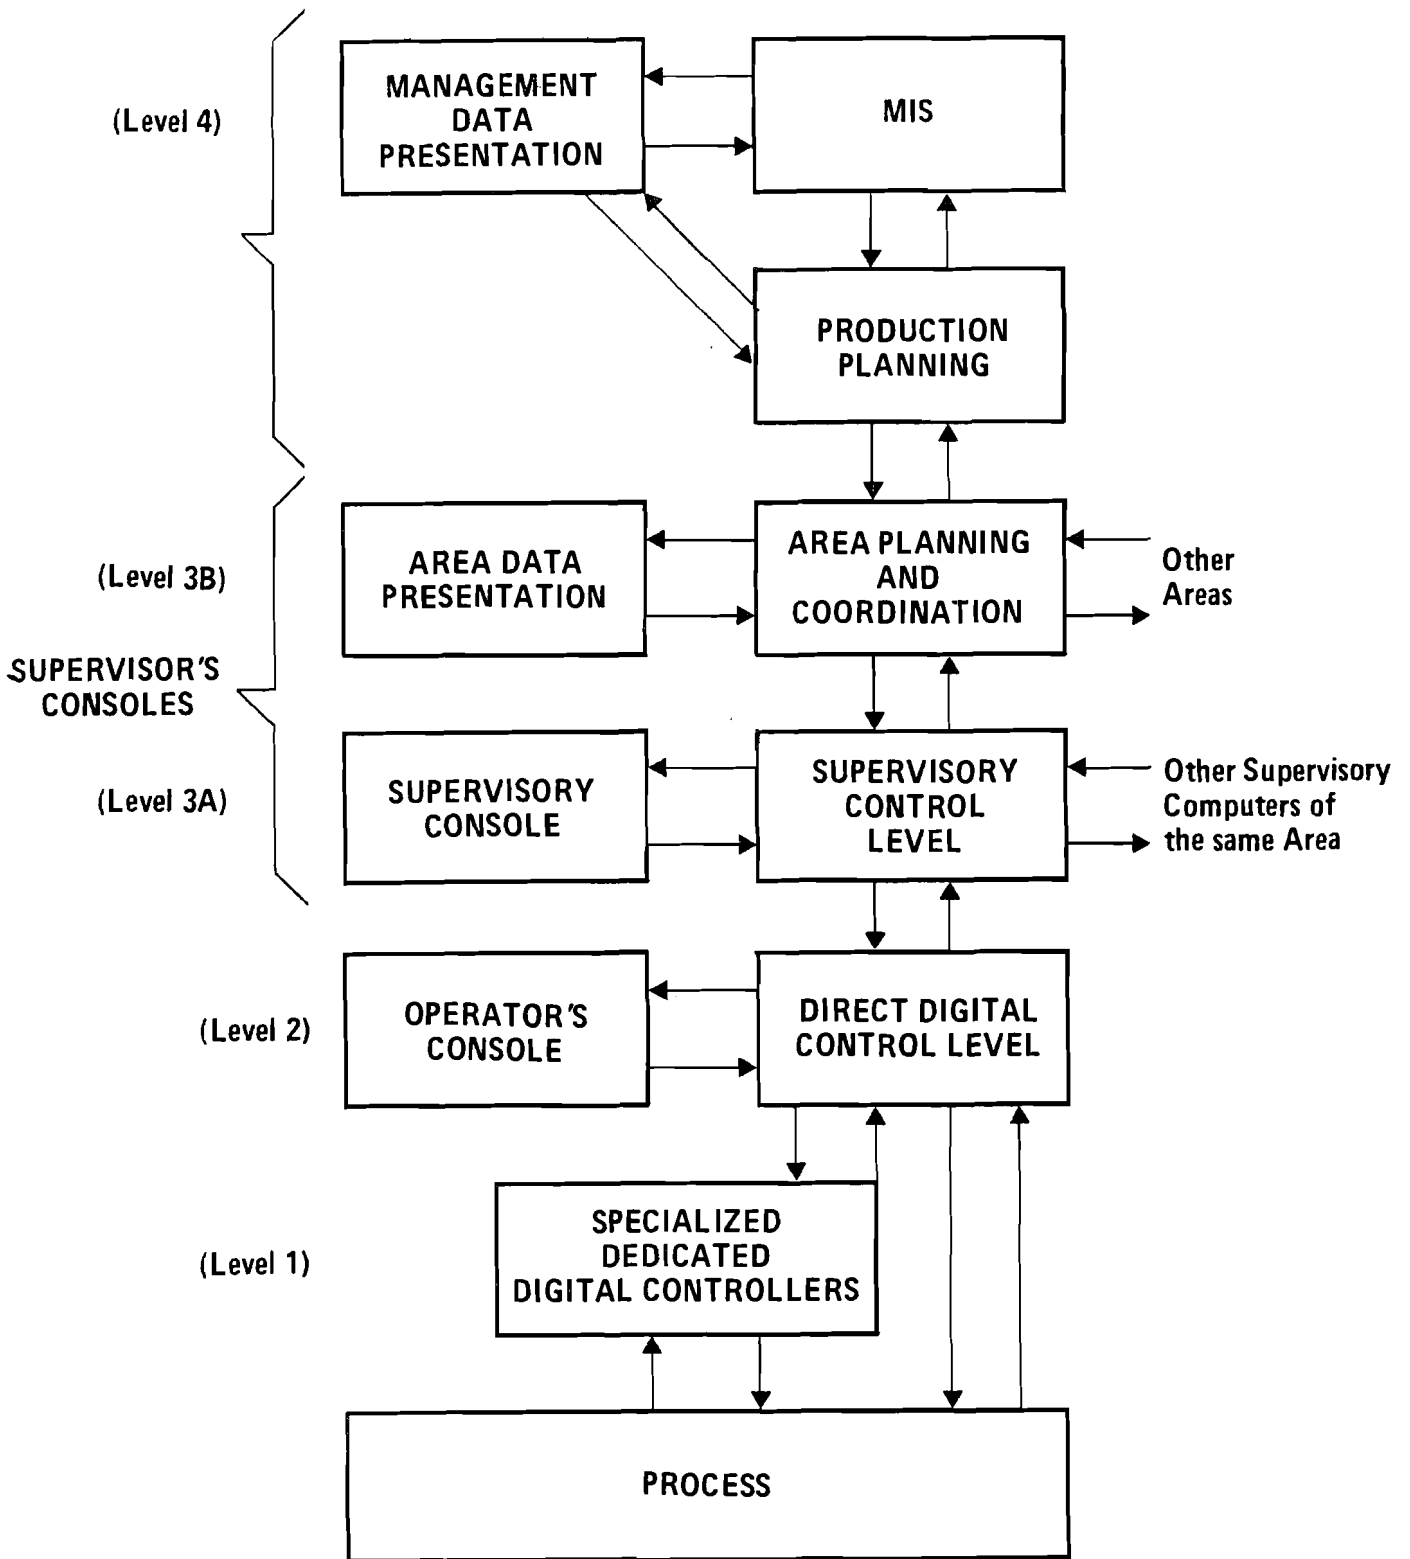 (Level 4)
MANAGEMENT
DATA
PRESENTATION
MIS
PRODUCTION
PLANNING
(Level 3B)
AREA DATA
PRESENTATION
AREA PLANNING
AND
COORDINATION
Other
Areas
SUPERVISOR'S
CONSOLES
(Level 3A)
SUPERVISORY
CONSOLE
SUPERVISORY
CONTROL
LEVEL
Other Supervisory
Computers of
the same Area
(Level 2)
OPERATOR'S
CONSOLE
DIRECT DIGITAL
CONTROL LEVEL
(Level 1)
SPECIALIZED
DEDICATED
DIGITAL CONTROLLERS
PROCESS